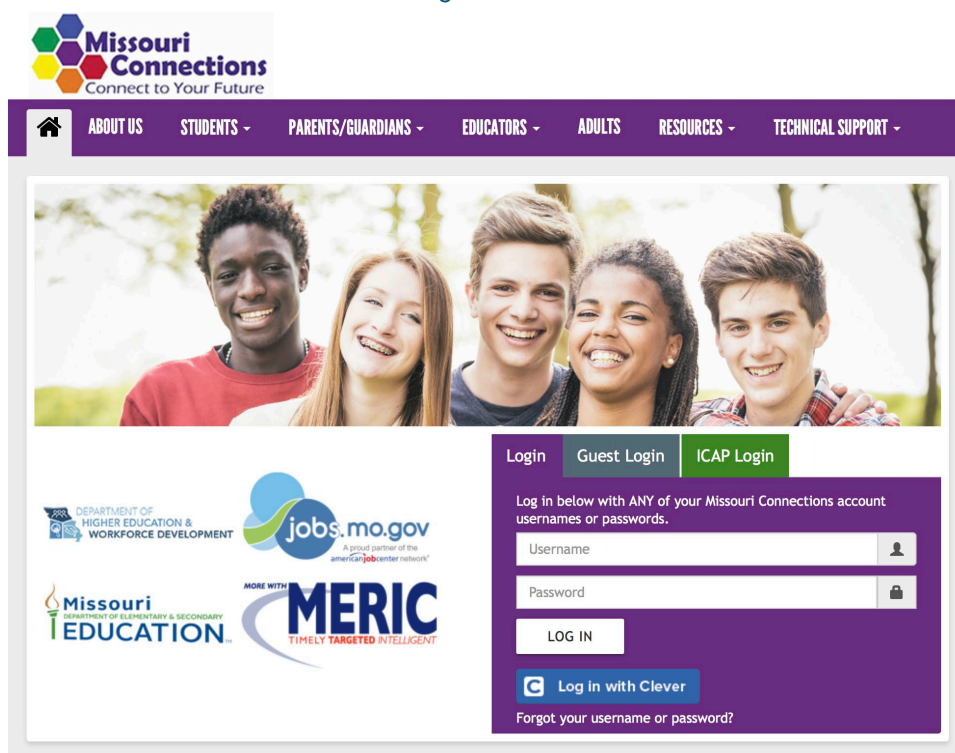 Missouri
Connections
Connect to Your Future
ABOUT US STUDENTS PARENTS/GUARDIANS EDUCATORS ADULTS RESOURCES TECHNICAL SUPPORT
Login Guest Login ICAP Login
Log in below with ANY of your Missouri Connections account
usernames or passwords.
Username
Password
LOG IN
C Log in with Clever
Forgot your username or password?
DEPARTMENT OF
HIGHER EDUCATION &
WORKFORCE DEVELOPMENT
jobs.mo.gov
A proud partner of the
americanjobcenter network
Missouri
DEPARTMENT OF ELEMENTARY & SECONDARY
EDUCATION
MORE WITH
MERIC
TIMELY TARGETED INTELLIGENT